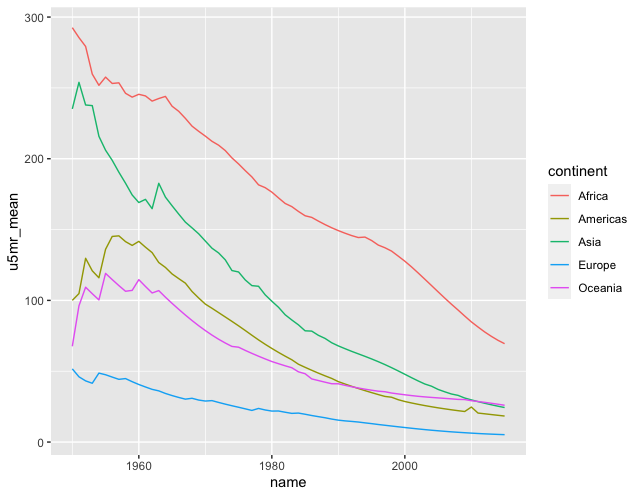 300
200
100
0
u5mr_mean
1960 1980 2000
name
continent
Africa
Americas
Asia
Europe
Oceania